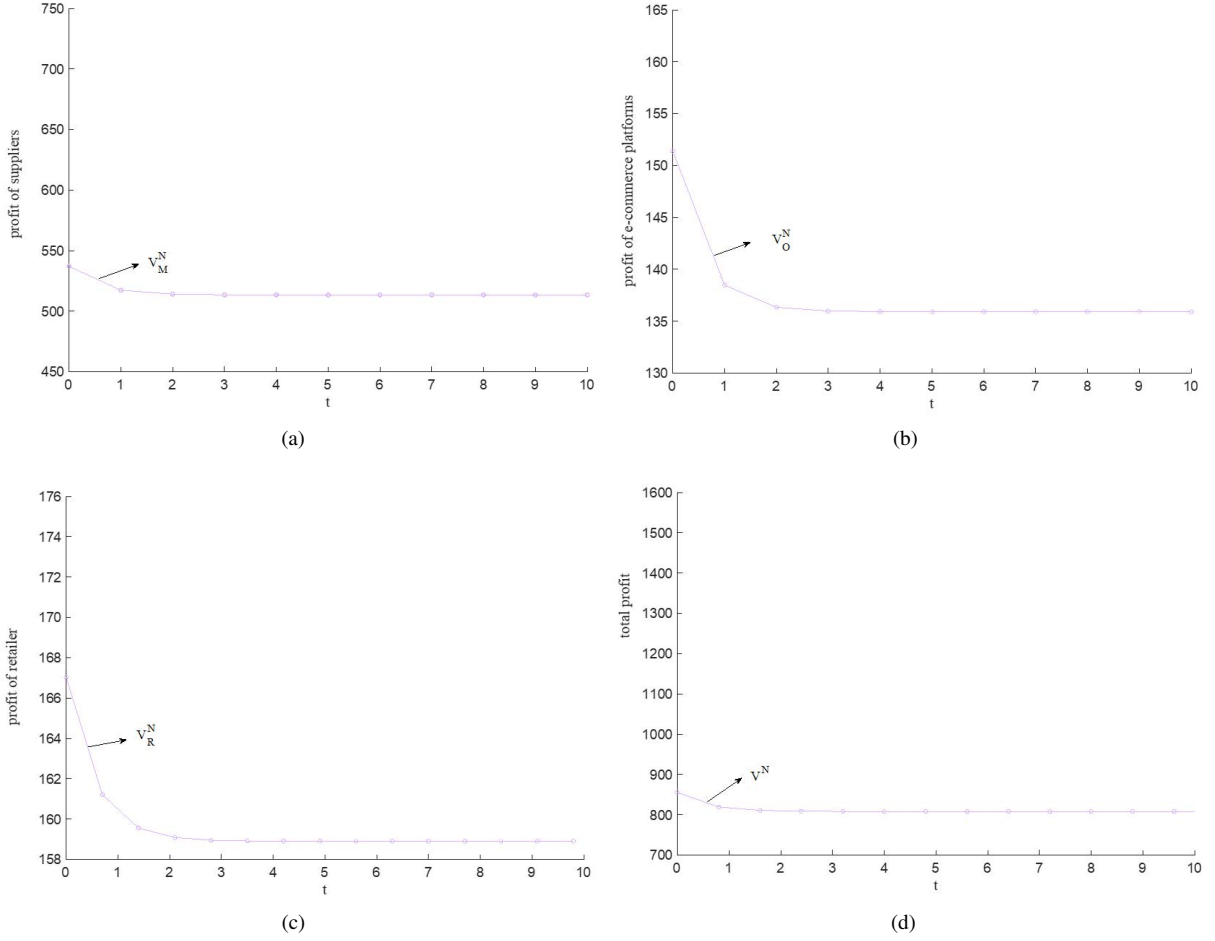 750
700
650
600
550
500
450
profit of suppliers
V_M^N
0 1 2 3 4 5 6 7 8 9 10
t
(a)
165
160
155
150
145
140
135
130
profit of e-commerce platforms
V_O^N
0 1 2 3 4 5 6 7 8 9 10
t
(b)
176
174
172
170
168
166
164
162
160
158
profit of retailer
V_R^N
0 1 2 3 4 5 6 7 8 9 10
t
(c)
1600
1500
1400
1300
1200
1100
1000
900
800
700
total profit
V^N
0 1 2 3 4 5 6 7 8 9 10
t
(d)